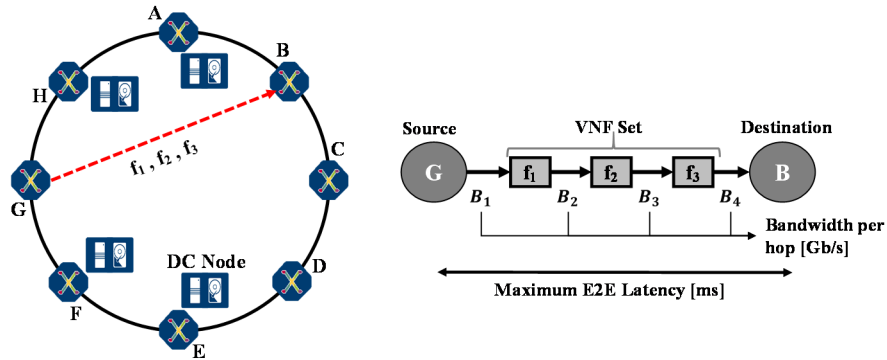 A
B
H
C
f₁ , f₂ , f₃
G
DC Node
D
F
E
Source
VNF Set
Destination
G
f₁
f₂
f₃
B
B₁
B₂
B₃
B₄
Bandwidth per
hop [Gb/s]
Maximum E2E Latency [ms]